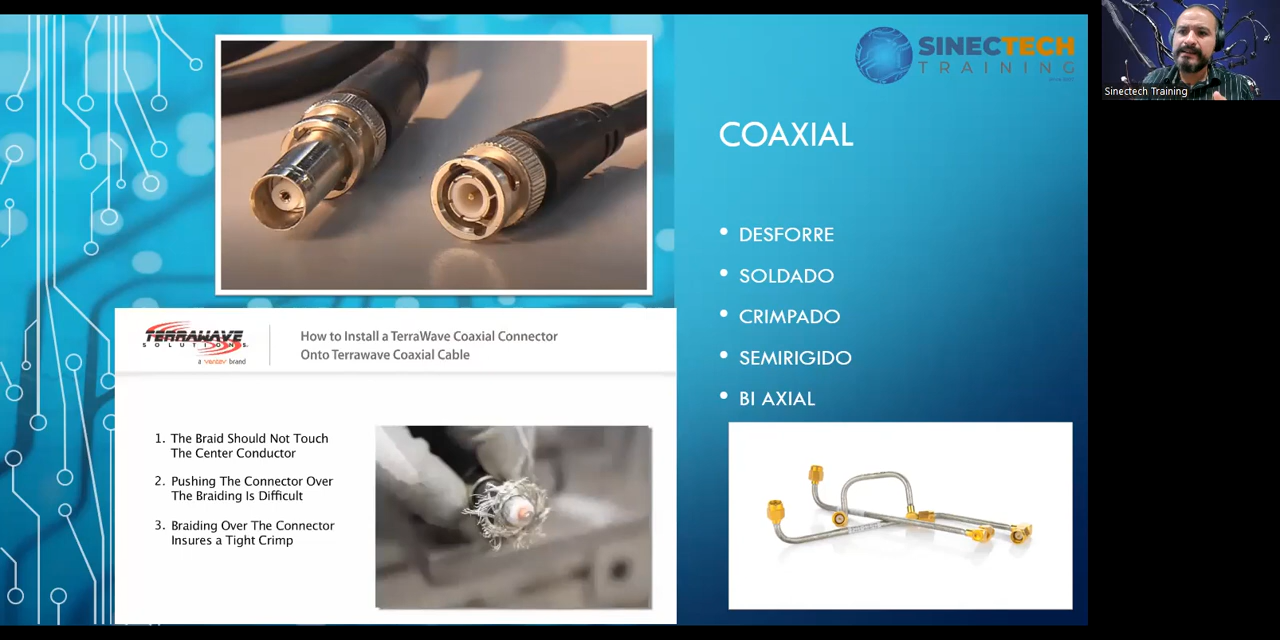 SINECTECH
TRAINING
Sinectech Training
COAXIAL
• DESFORRE
• SOLDADO
• CRIMPADO
• SEMIRIGIDO
• BI AXIAL
TERRAWAVE
SOLUTIONS
a ventev brand
How to Install a TerraWave Coaxial Connector
Onto Terrawave Coaxial Cable
1. The Braid Should Not Touch
The Center Conductor
2. Pushing The Connector Over
The Braiding Is Difficult
3. Braiding Over The Connector
Insures a Tight Crimp